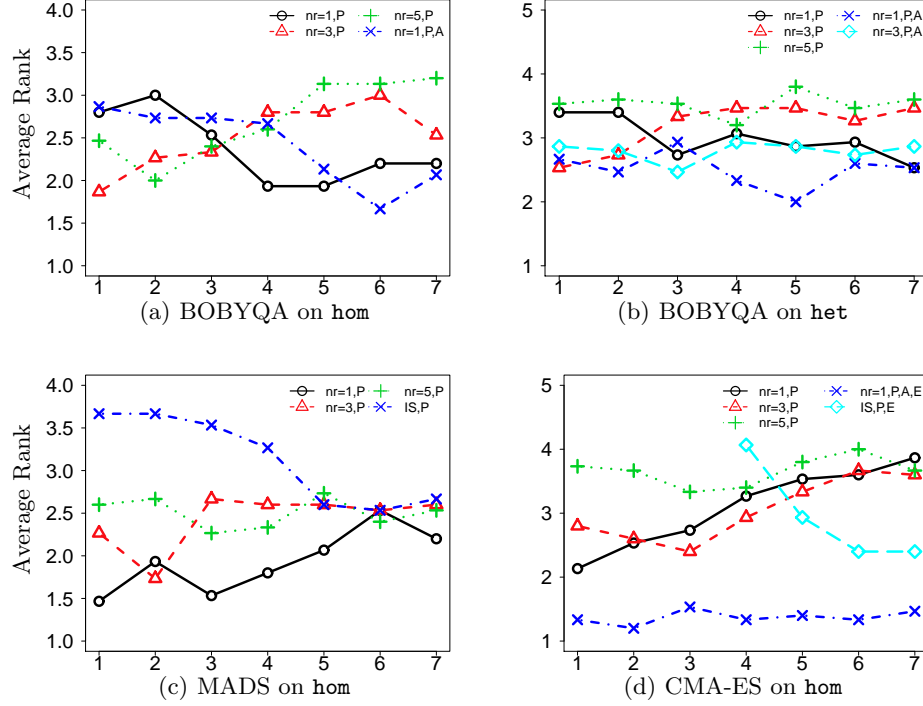 nr=1,P nr=5,P
nr=3,P nr=1,P,A
Average Rank
4.0
3.5
3.0
2.5
2.0
1.5
1.0
1 2 3 4 5 6 7
(a) BOBYQA on hom
nr=1,P nr=1,P,A
nr=3,P nr=3,P,A
nr=5,P
5
4
3
2
1 2 3 4 5 6 7
(b) BOBYQA on het
nr=1,P nr=5,P
nr=3,P IS,P
Average Rank
4.0
3.5
3.0
2.5
2.0
1.5
1.0
1 2 3 4 5 6 7
(c) MADS on hom
nr=1,P nr=1,P,A,E
nr=3,P IS,P,E
nr=5,P
5
4
3
2
1
1 2 3 4 5 6 7
(d) CMA-ES on hom